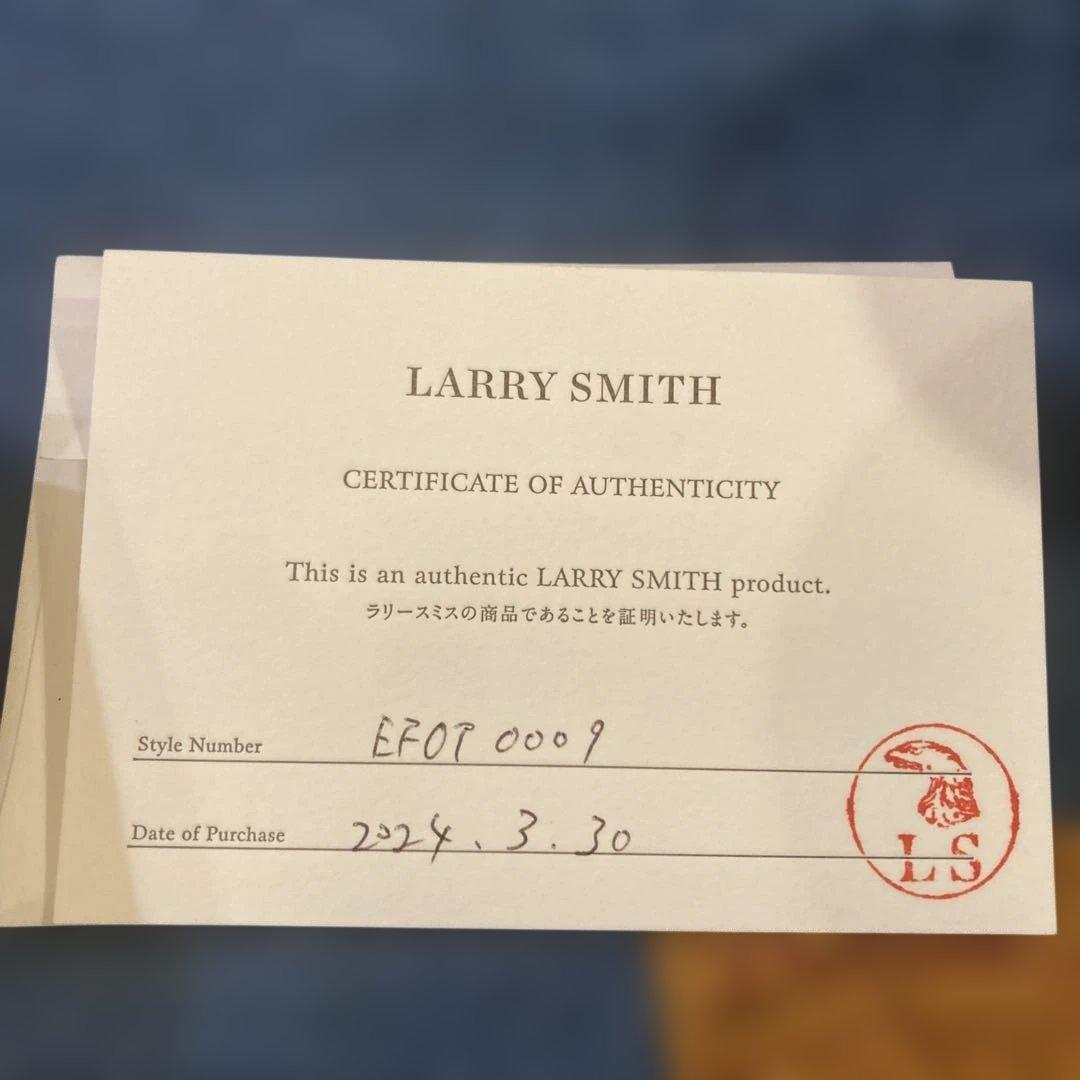 LARRY SMITH
CERTIFICATE OF AUTHENTICITY
This is an authentic LARRY SMITH product.
ラリースミスの商品であることを証明いたします。
Style Number EFOT 0009
Date of Purchase 2024.3.30
LS